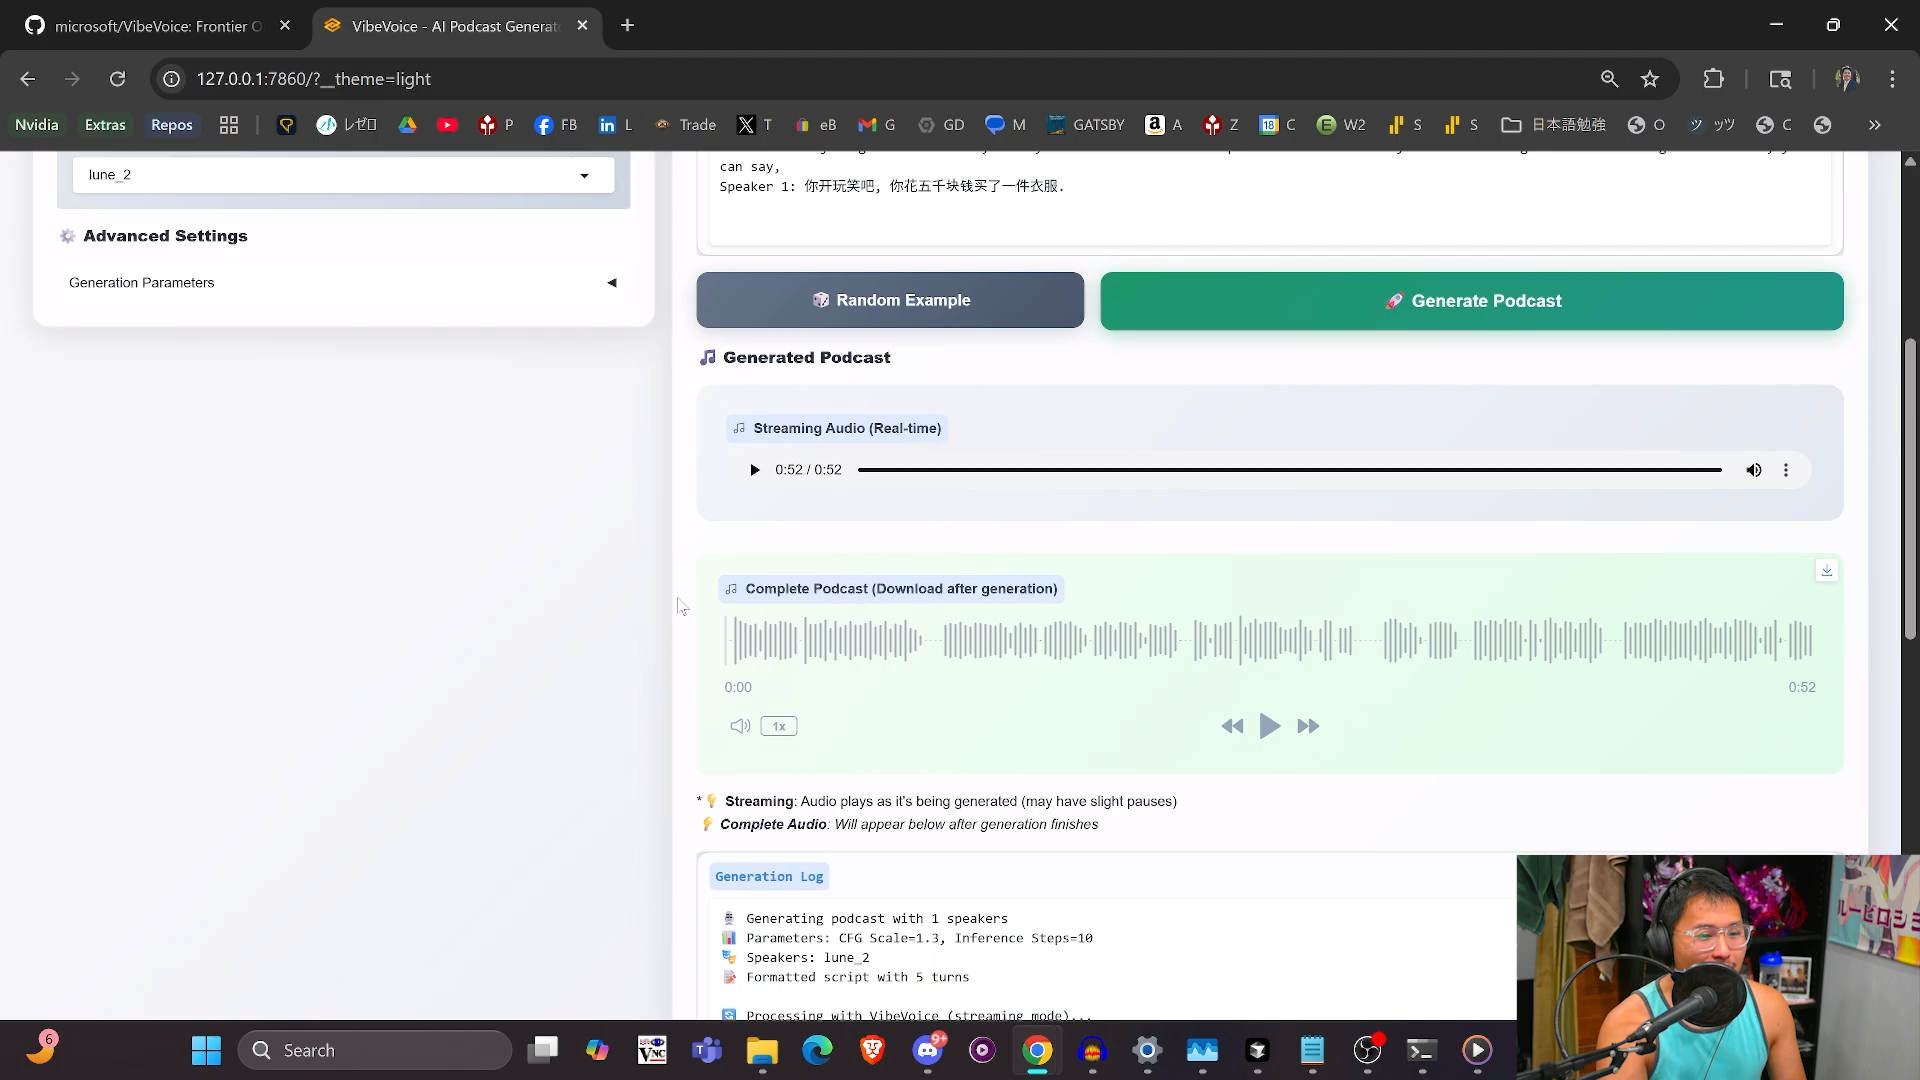 microsoft/VibeVoice: Frontier O
VibeVoice - AI Podcast Generat
127.0.0.1:7860/?__theme=light
Nvidia
Extras
Repos
レゼロ
P
FB
L
Trade
T
eB
G
GD
M
GATSBY
A
Z
C
W2
S
S
日本語勉強
O
ッツ
C
lune_2
can say,
Speaker 1: 你开玩笑吧, 你花五千块钱买了一件衣服.
Advanced Settings
Generation Parameters
Random Example
Generate Podcast
Generated Podcast
Streaming Audio (Real-time)
0:52 / 0:52
Complete Podcast (Download after generation)
0:00
0:52
1x
* Streaming: Audio plays as it's being generated (may have slight pauses)
Complete Audio: Will appear below after generation finishes
Generation Log
Generating podcast with 1 speakers
Parameters: CFG Scale=1.3, Inference Steps=10
Speakers: lune_2
Formatted script with 5 turns
Processing with VibeVoice (streaming mode)...
6
Search
9+